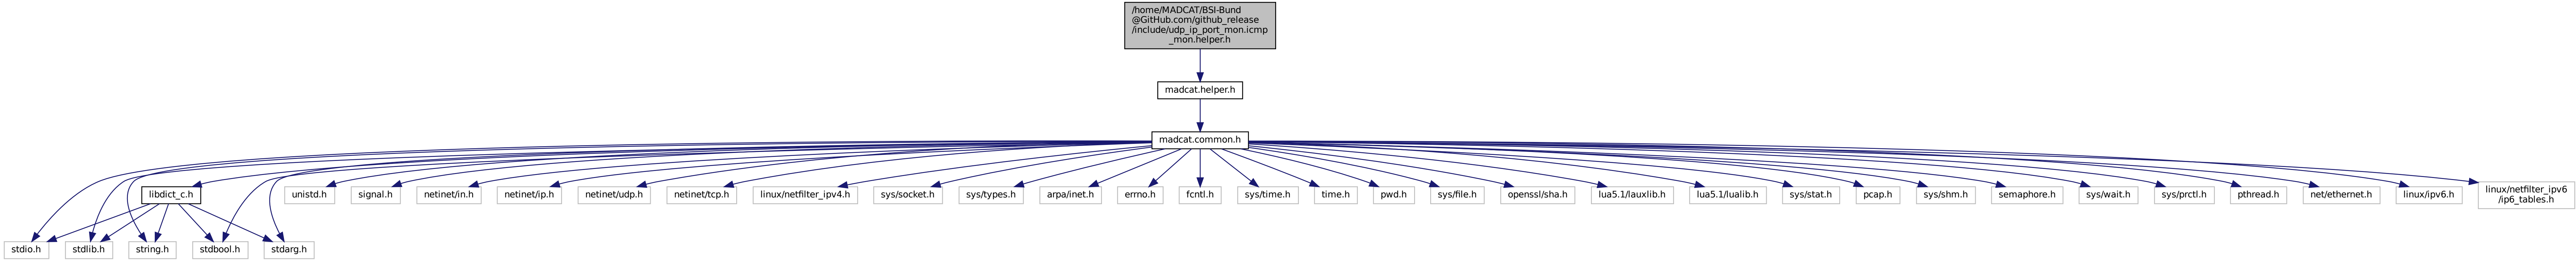 /home/MADCAT/BSI-Bund
@GitHub.com/github_release
/include/udp_ip_port_mon.icmp
_mon.helper.h
madcat.helper.h
madcat.common.h
libdict_c.h
unistd.h
signal.h
netinet/in.h
netinet/ip.h
netinet/udp.h
netinet/tcp.h
linux/netfilter_ipv4.h
sys/socket.h
sys/types.h
arpa/inet.h
errno.h
fcntl.h
sys/time.h
time.h
pwd.h
sys/file.h
openssl/sha.h
lua5.1/lauxlib.h
lua5.1/lualib.h
sys/stat.h
pcap.h
sys/shm.h
semaphore.h
sys/wait.h
sys/prctl.h
pthread.h
net/ethernet.h
linux/ipv6.h
linux/netfilter_ipv6
/ip6_tables.h
stdio.h
stdlib.h
string.h
stdbool.h
stdarg.h